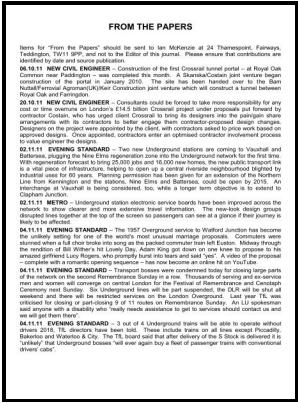 FROM THE PAPERS
Items for "From the Papers" should be sent to Ian McKenzie at 24 Thamespoint, Fairways,
Teddington, TW11 9PP, and not to the Editor of this journal. Please ensure that contributions are
identified by date and source publication.
06.10.11 NEW CIVIL ENGINEER – Construction of the first Crossrail tunnel portal – at Royal Oak
Common near Paddington – was completed this month. A Skanska/Costain joint venture began
construction of the portal in January 2010. The site has been handed over to the Bam
Nuttall/Ferrovial Agroman(UK)/Keir Construction joint venture which will construct a tunnel between
Royal Oak and Farringdon.
20.10.11 NEW CIVIL ENGINEER – Consultants could be forced to take more responsibility for any
cost or time overruns on London's £14.5 billion Crossrail project under proposals put forward by
contractor Costain, who has urged client Crossrail to bring its designers into the pain/gain share
arrangements with its contractors to better engage them contractor-proposed design changes.
Designers on the project were appointed by the client, with contractors asked to price work based on
approved designs. Once appointed, contractors enter an optimised contractor involvement process
to value engineer the designs.
02.11.11 EVENING STANDARD – Two new Underground stations are coming to Vauxhall and
Battersea, plugging the Nine Elms regeneration zone into the Underground network for the first time.
With regeneration forecast to bring 25,000 jobs and 16,000 new homes, the new public transport link
is a vital piece of infrastructure, helping to open up a central riverside neighbourhood blighted by
industrial uses for 60 years. Planning permission has been given for an extension of the Northern
Line from Kennington and the stations, Nine Elms and Battersea, could be open by 2015. An
interchange at Vauxhall is being considered, too, while a longer term objective is to extend to
Clapham Junction.
02.11.11 METRO – Underground station electronic service boards have been improved across the
network to show clearer and more extensive travel information. The new-look design groups
disrupted lines together at the top of the screen so passengers can see at a glance if their journey is
likely to be affected.
04.11.11 EVENING STANDARD – The 1957 Overground service to Watford Junction has become
the unlikely setting for one of the world's most unusual marriage proposals. Commuters were
stunned when a full choir broke into song as the packed commuter train left Euston. Midway through
the rendition of Bill Wither's hit Lovely Day, Adam King got down on one knee to propose to his
amazed girlfriend Lucy Rogers, who promptly burst into tears and said "yes". A video of the proposal
– complete with a romantic opening sequence – has now become an online hit on YouTube.
04.11.11 EVENING STANDARD – Transport bosses were condemned today for closing large parts
of the network on the second Remembrance Sunday in a row. Thousands of serving and ex-service
men and women will converge on central London for the Festival of Remembrance and Cenotaph
Ceremony next Sunday. Six Underground lines will be part suspended, the DLR will be shut all
weekend and there will be restricted services on the London Overground. Last year TfL was
criticised for closing or part-closing 9 of 11 routes on Remembrance Sunday. An LU spokesman
said anyone with a disability who "really needs assistance to get to services should contact us and
we will get them there".
04.11.11 EVENING STANDARD – 3 out of 4 Underground trains will be able to operate without
drivers 2018, TfL directors have been told. These include trains on all lines except Piccadilly,
Bakerloo and Waterloo & City. The TfL board said that after delivery of the S Stock is delivered it is
"unlikely" that Underground bosses "will ever again buy a fleet of passenger trains with conventional
drivers' cabs".